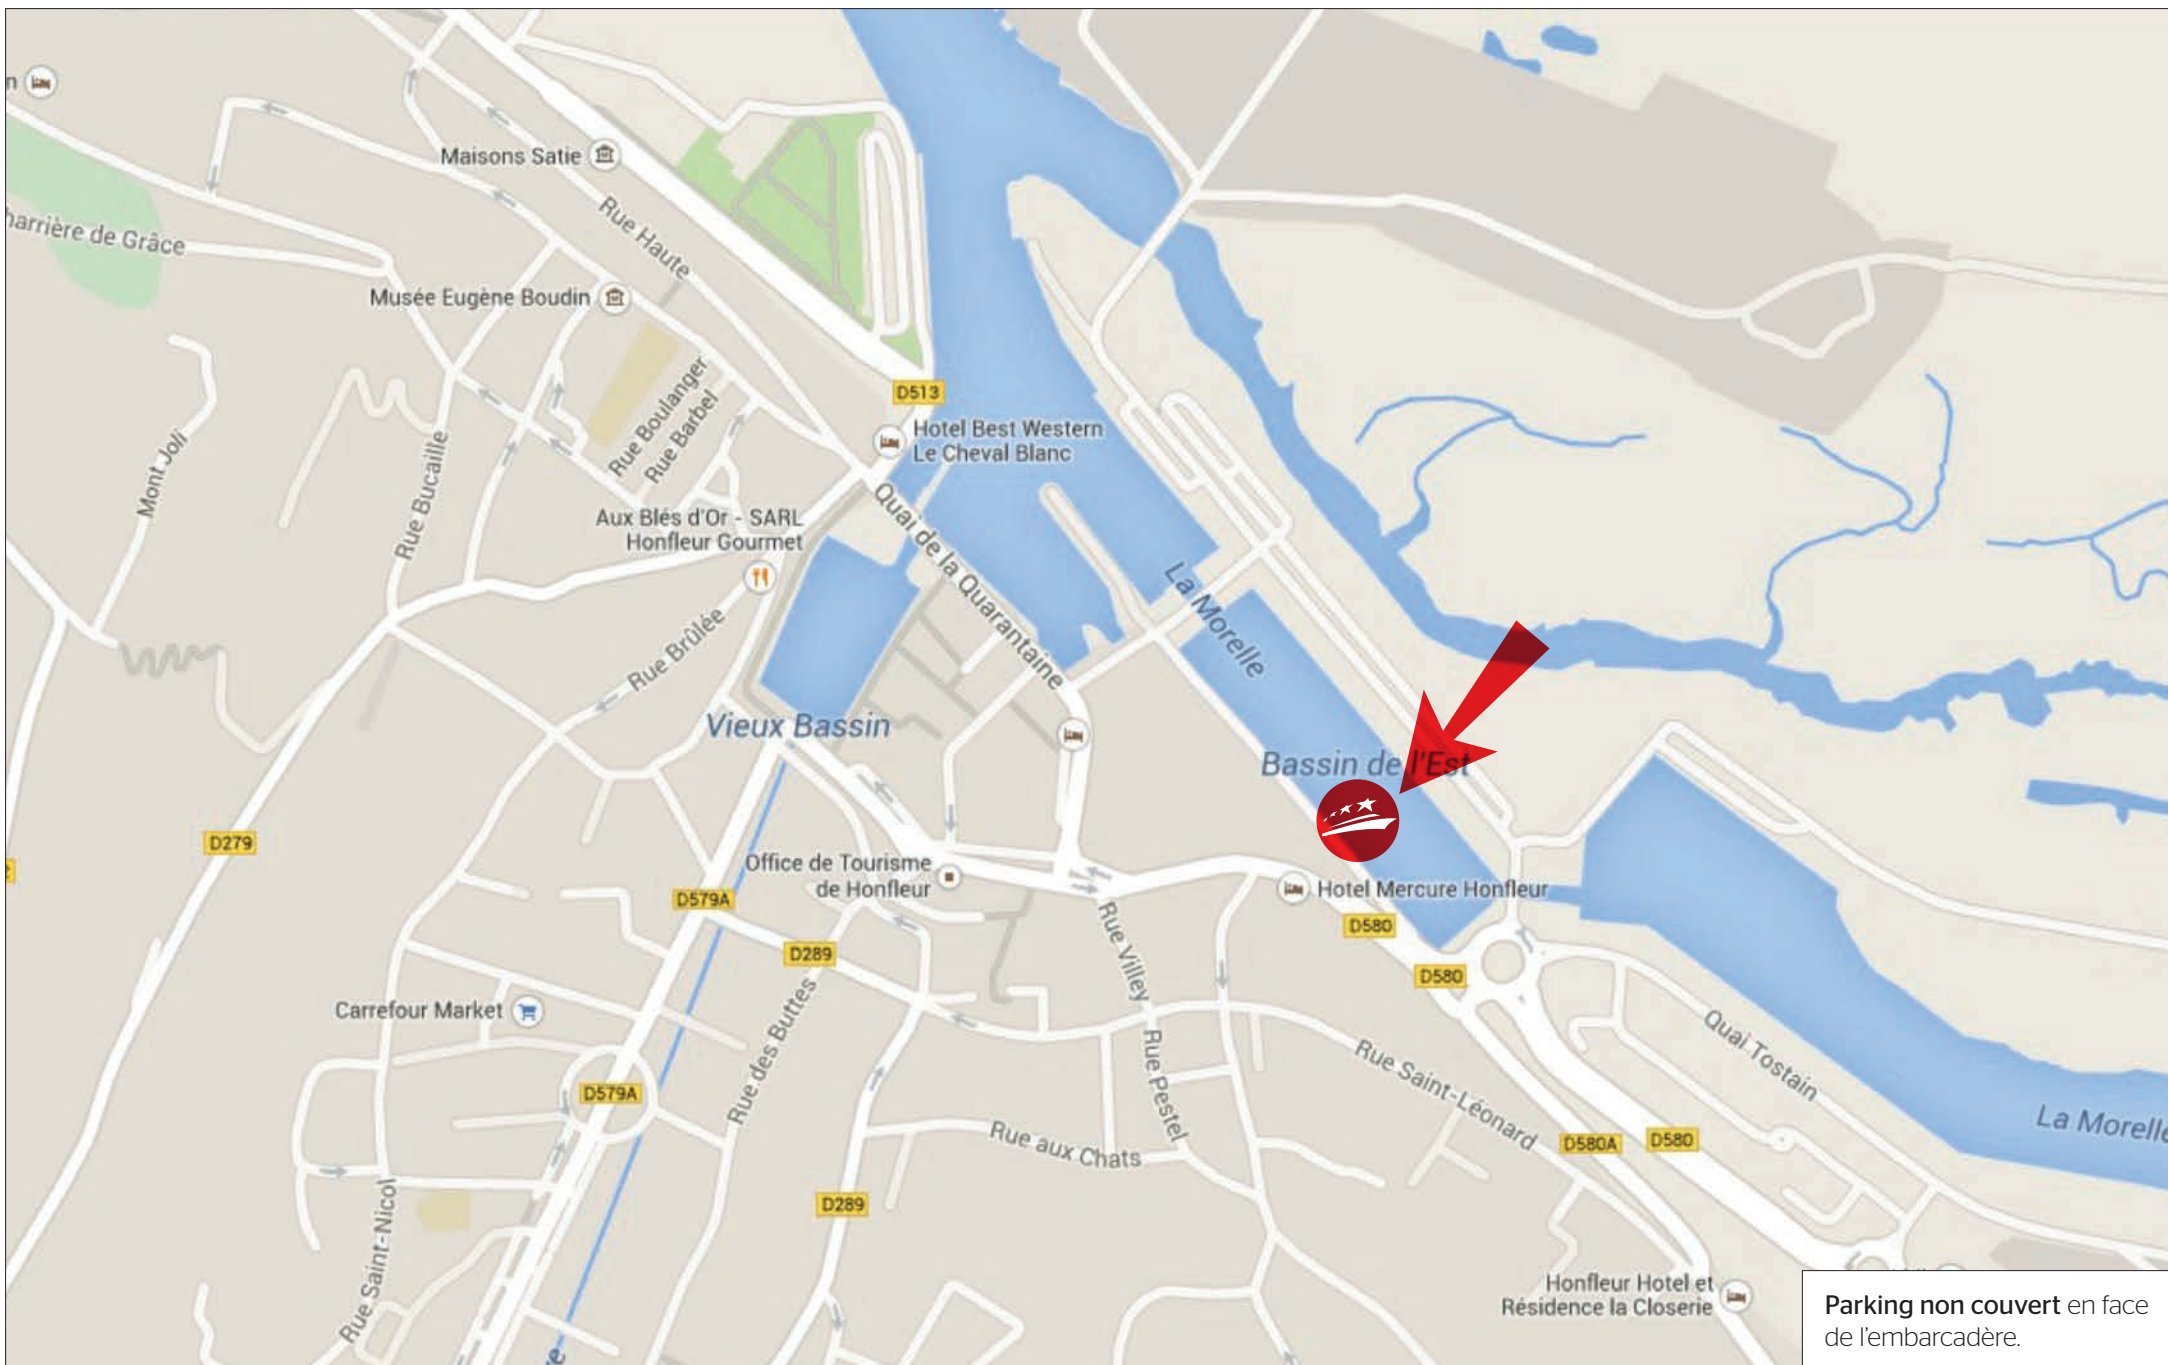 Maisons Satie
Rue Haute
harrière de Grâce
Musée Eugène Boudin
Rue Boulanger
Rue Barbel
D513
Hotel Best Western
Le Cheval Blanc
Mont Joli
Rue Bucaille
Aux Blés d'Or - SARL
Honfleur Gourmet
Quai de la Quarantaine
La Morelle
Rue Brûlée
Vieux Bassin
Bassin de l'Est
D279
Office de Tourisme
de Honfleur
D579A
Hotel Mercure Honfleur
D580
Rue Villey
D289
D580
Carrefour Market
Rue des Buttes
Quai Tostain
Rue Saint-Léonard
Rue Pestel
D579A
La Morelle
Rue aux Chats
D580A
D580
D289
Rue Saint-Nicol
Honfleur Hotel et
Résidence la Closerie
Parking non couvert en face
de l'embarcadère.